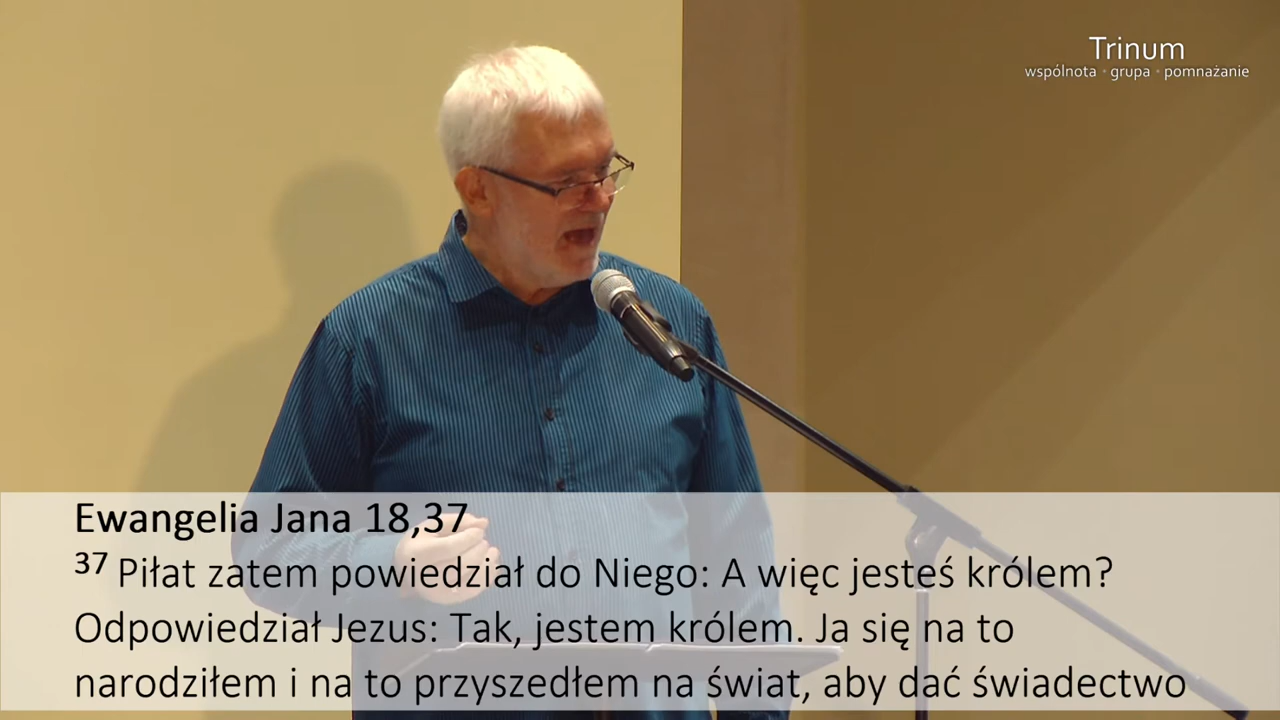 Trinum
wspólnota • grupa • pomnażanie
Ewangelia Jana 18,37
37 Piłat zatem powiedział do Niego: A więc jesteś królem?
Odpowiedział Jezus: Tak, jestem królem. Ja się na to
narodziłem i na to przyszedłem na świat, aby dać świadectwo